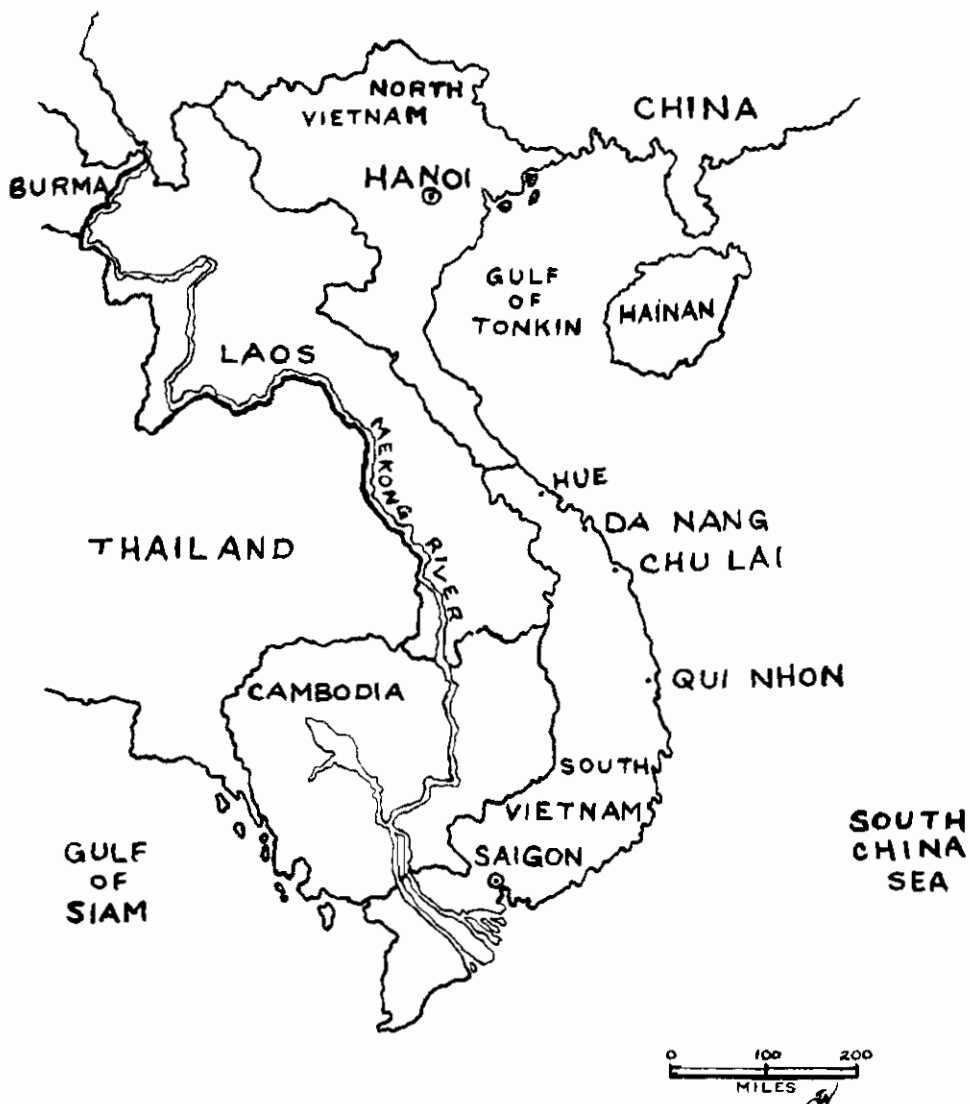 NORTH
VIETNAM
CHINA
BURMA
HANOI
GULF
OF
TONKIN
HAINAN
LAOS
MEKONG RIVER
HUE
DA NANG
THAILAND
CHU LAI
CAMBODIA
QUI NHON
SOUTH
VIETNAM
SAIGON
GULF
OF
SIAM
SOUTH
CHINA
SEA
0 100 200
MILES